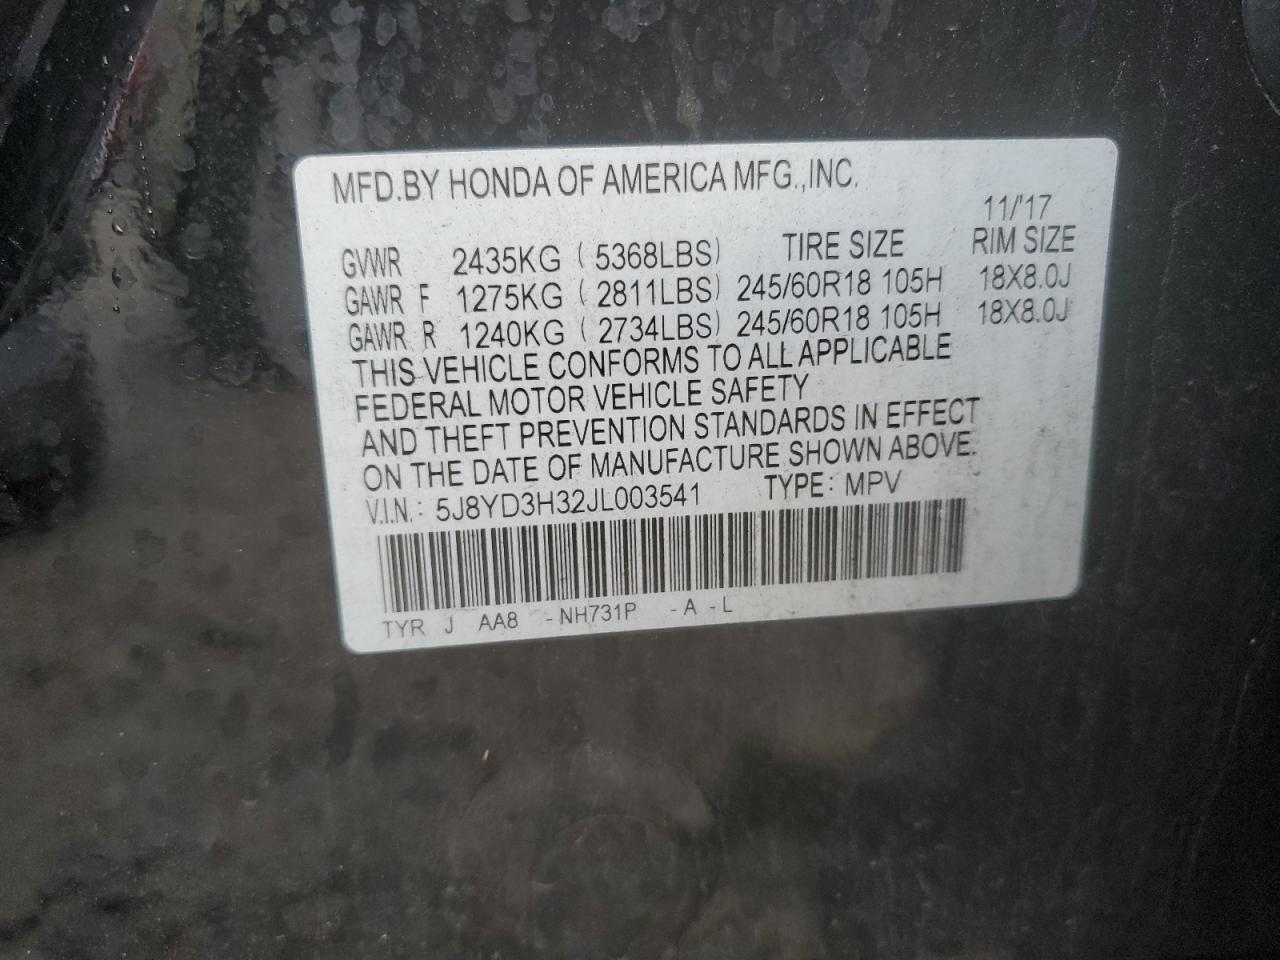 MFD.BY HONDA OF AMERICA MFG.,INC.
11/'17
GVWR 2435KG ( 5368LBS) TIRE SIZE RIM SIZE
GAWR F 1275KG ( 2811LBS) 245/60R18 105H 18X8.0J
GAWR R 1240KG ( 2734LBS) 245/60R18 105H 18X8.0J
THIS VEHICLE CONFORMS TO ALL APPLICABLE
FEDERAL MOTOR VEHICLE SAFETY
AND THEFT PREVENTION STANDARDS IN EFFECT
ON THE DATE OF MANUFACTURE SHOWN ABOVE.
V.I.N.: 5J8YD3H32JL003541 TYPE: MPV
TYR J AA8 -NH731P -A -L